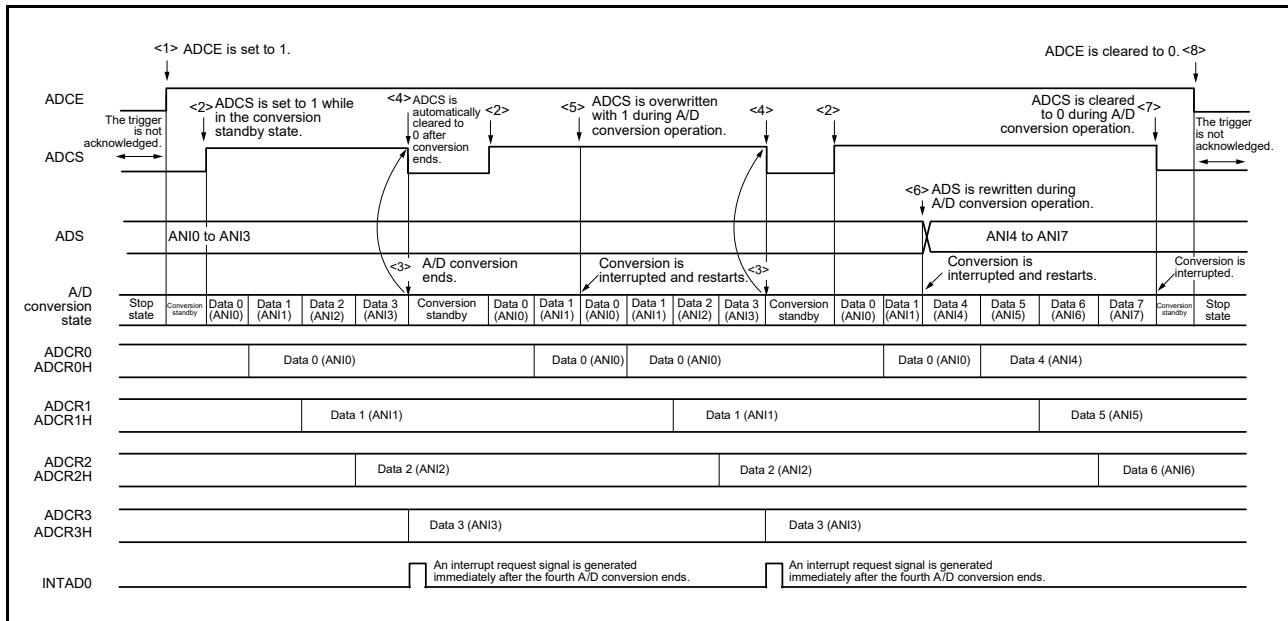 <1> ADCE is set to 1.
ADCE is cleared to 0. <8>
ADCE
The trigger
is not
acknowledged.
<2> ADCS is set to 1 while
in the conversion
standby state.
<4> ADCS is
automatically
cleared to
0 after
conversion
ends.
<2>
<5> ADCS is overwritten
with 1 during A/D
conversion operation.
<4>
<2>
ADCS is cleared <7>
to 0 during A/D
conversion operation.
The trigger
is not
acknowledged.
ADCS
<6> ADS is rewritten during
A/D conversion operation.
ADS
ANI0 to ANI3
ANI4 to ANI7
<3> A/D conversion
ends.
Conversion is
interrupted and restarts.
<3>
Conversion is
interrupted and restarts.
Conversion is
interrupted.
A/D
conversion
state
Stop
state
Conversion
standby
Data 0
(ANI0)
Data 1
(ANI1)
Data 2
(ANI2)
Data 3
(ANI3)
Conversion
standby
Data 0
(ANI0)
Data 1
(ANI1)
Data 0
(ANI0)
Data 1
(ANI1)
Data 2
(ANI2)
Data 3
(ANI3)
Conversion
standby
Data 0
(ANI0)
Data 1
(ANI1)
Data 4
(ANI4)
Data 5
(ANI5)
Data 6
(ANI6)
Data 7
(ANI7)
Conversion
standby
Stop
state
ADCR0
ADCR0H
Data 0 (ANI0)
Data 0 (ANI0)
Data 0 (ANI0)
Data 0 (ANI0)
Data 4 (ANI4)
ADCR1
ADCR1H
Data 1 (ANI1)
Data 1 (ANI1)
Data 5 (ANI5)
ADCR2
ADCR2H
Data 2 (ANI2)
Data 2 (ANI2)
Data 6 (ANI6)
ADCR3
ADCR3H
Data 3 (ANI3)
Data 3 (ANI3)
INTAD0
An interrupt request signal is generated
immediately after the fourth A/D conversion ends.
An interrupt request signal is generated
immediately after the fourth A/D conversion ends.